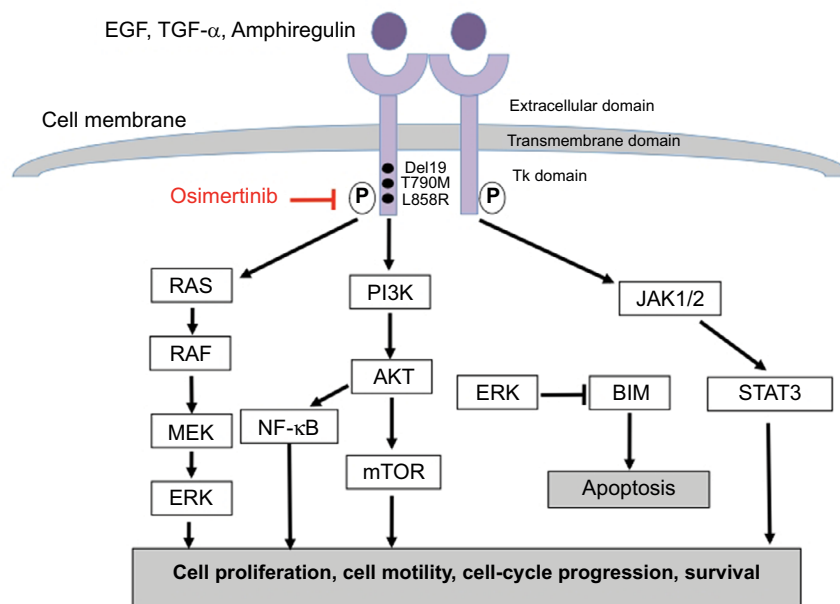 EGF, TGF-α, Amphiregulin
Extracellular domain
Cell membrane
Transmembrane domain
Del19
Tk domain
T790M
Osimertinib
P
L858R
P
RAS
PI3K
JAK1/2
RAF
AKT
ERK
BIM
STAT3
NF-κB
MEK
mTOR
Apoptosis
ERK
Cell proliferation, cell motility, cell-cycle progression, survival